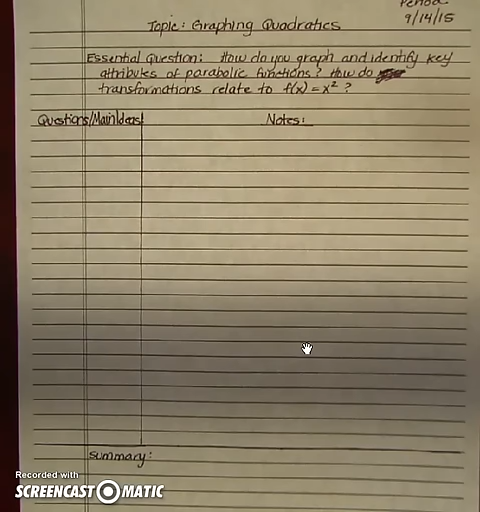 Period
9/14/15
Topic: Graphing Quadratics
Essential Question: How do you graph and identify key
attributes of parabolic functions? How do
transformations relate to f(x) = x² ?
Questions/Main Ideas
Notes:
Summary:
Recorded with
SCREENCAST-O-MATIC